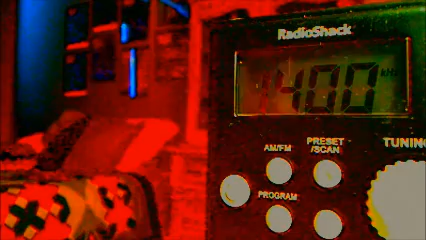 RadioShack
1400 kHz
AM/FM
PRESET
/SCAN
TUNING
PROGRAM